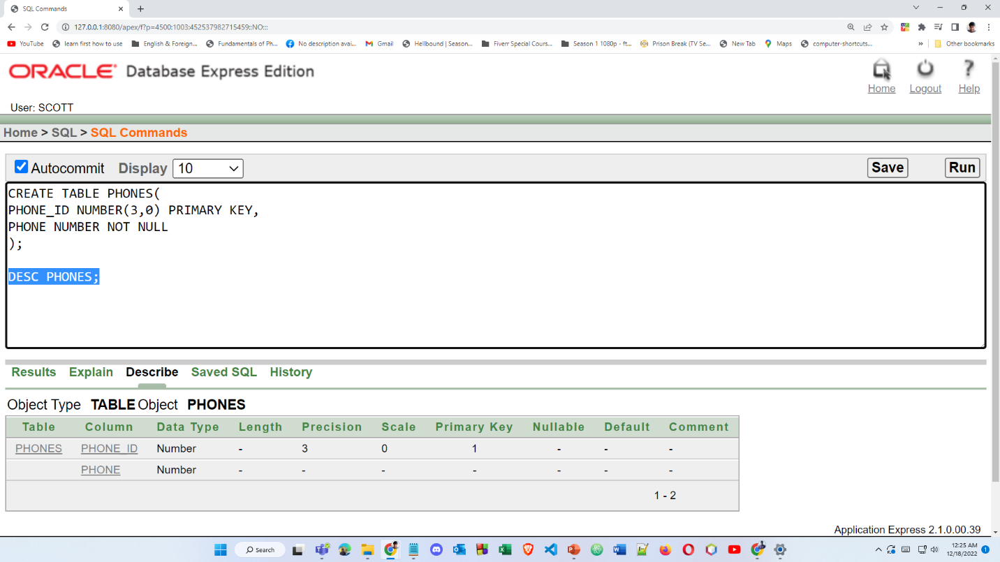 SQL Commands
127.0.0.1:8080/apex/f?p=4500:1003:452537982715459::NO:::
YouTube learn first how to use English & Foreign... Fundamentals of Ph... No description avai... Gmail Hellbound | Season... Fiverr Special Cours... Season 1 1080p - ft... Prison Break (TV Se... New Tab Maps computer-shortcuts... » Other bookmarks
ORACLE Database Express Edition
Home Logout Help
User: SCOTT
Home > SQL > SQL Commands
Autocommit Display 10 Save Run
CREATE TABLE PHONES(
PHONE_ID NUMBER(3,0) PRIMARY KEY,
PHONE NUMBER NOT NULL
);
DESC PHONES;
Results Explain Describe Saved SQL History
Object Type TABLE Object PHONES
Table Column Data Type Length Precision Scale Primary Key Nullable Default Comment
PHONES PHONE_ID Number - 3 0 1 - - -
PHONE Number - - - - - - -
1 - 2
Application Express 2.1.0.00.39
Search
12:25 AM
12/18/2022 1